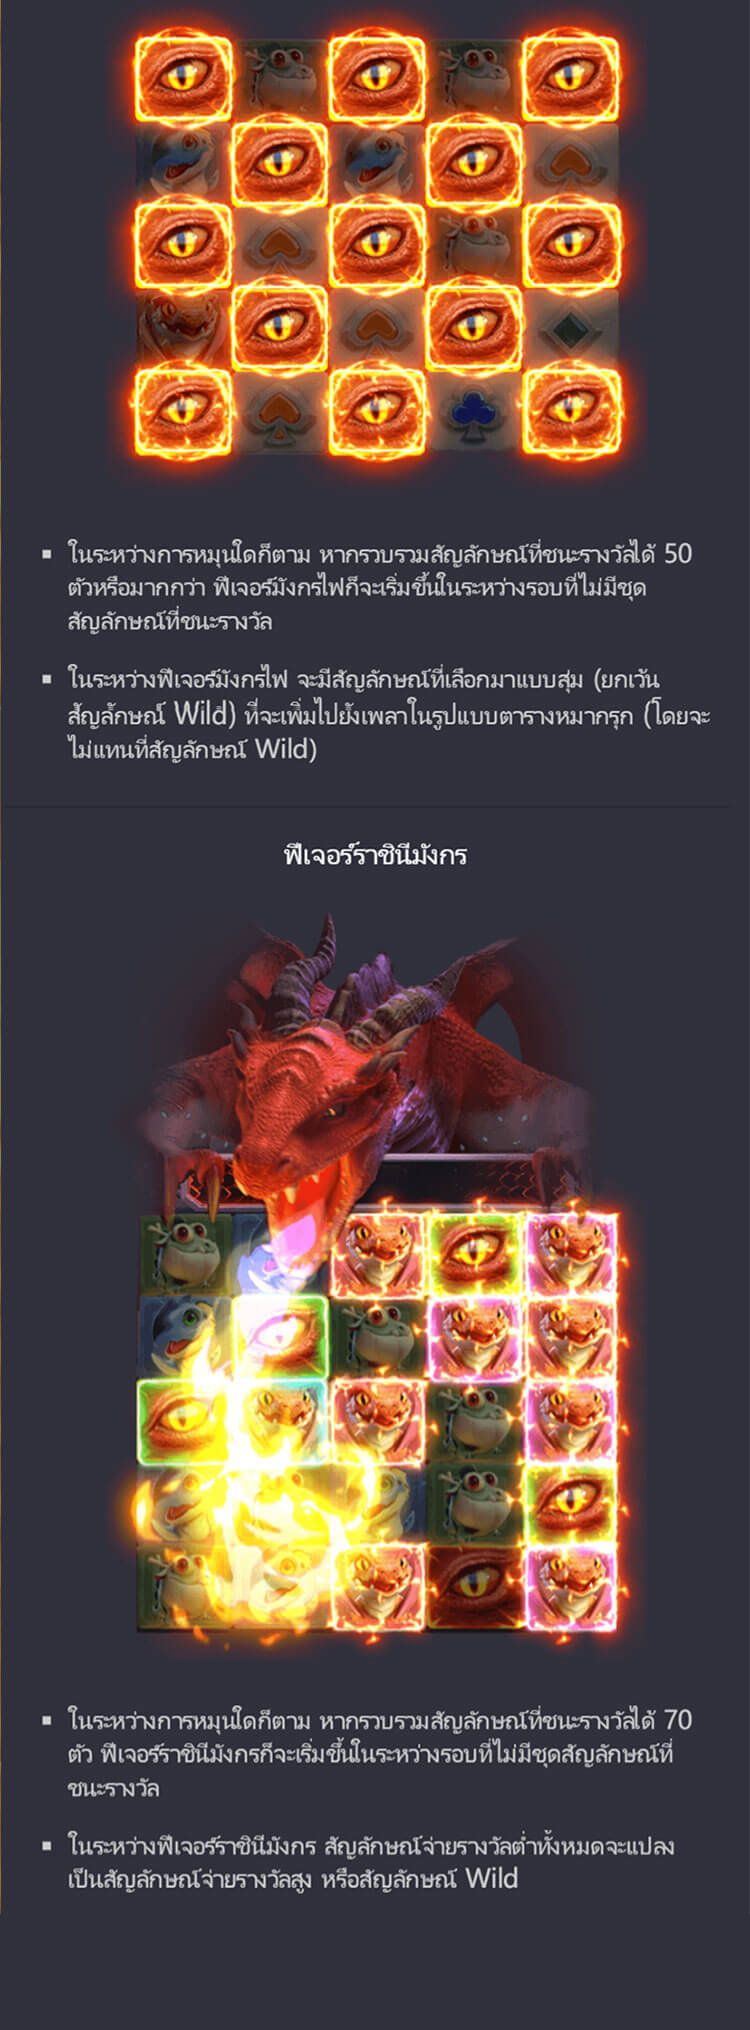 ▪ ในระหว่างการหมุนใดก็ตาม หากรวบรวมสัญลักษณ์ที่ชนะรางวัลได้ 50
ตัวหรือมากกว่า ฟีเจอร์มังกรไฟก็จะเริ่มขึ้นในระหว่างรอบที่ไม่มีชุด
สัญลักษณ์ที่ชนะรางวัล
▪ ในระหว่างฟีเจอร์มังกรไฟ จะมีสัญลักษณ์ที่เลือกมาแบบสุ่ม (ยกเว้น
สัญลักษณ์ Wild) ที่จะเพิ่มไปยังเพลาในรูปแบบตารางหมากรุก (โดยจะ
ไม่แทนที่สัญลักษณ์ Wild)
ฟีเจอร์ราชินีมังกร
▪ ในระหว่างการหมุนใดก็ตาม หากรวบรวมสัญลักษณ์ที่ชนะรางวัลได้ 70
ตัว ฟีเจอร์ราชินีมังกรก็จะเริ่มขึ้นในระหว่างรอบที่ไม่มีชุดสัญลักษณ์ที่
ชนะรางวัล
▪ ในระหว่างฟีเจอร์ราชินีมังกร สัญลักษณ์จ่ายรางวัลต่ำทั้งหมดจะแปลง
เป็นสัญลักษณ์จ่ายรางวัลสูง หรือสัญลักษณ์ Wild